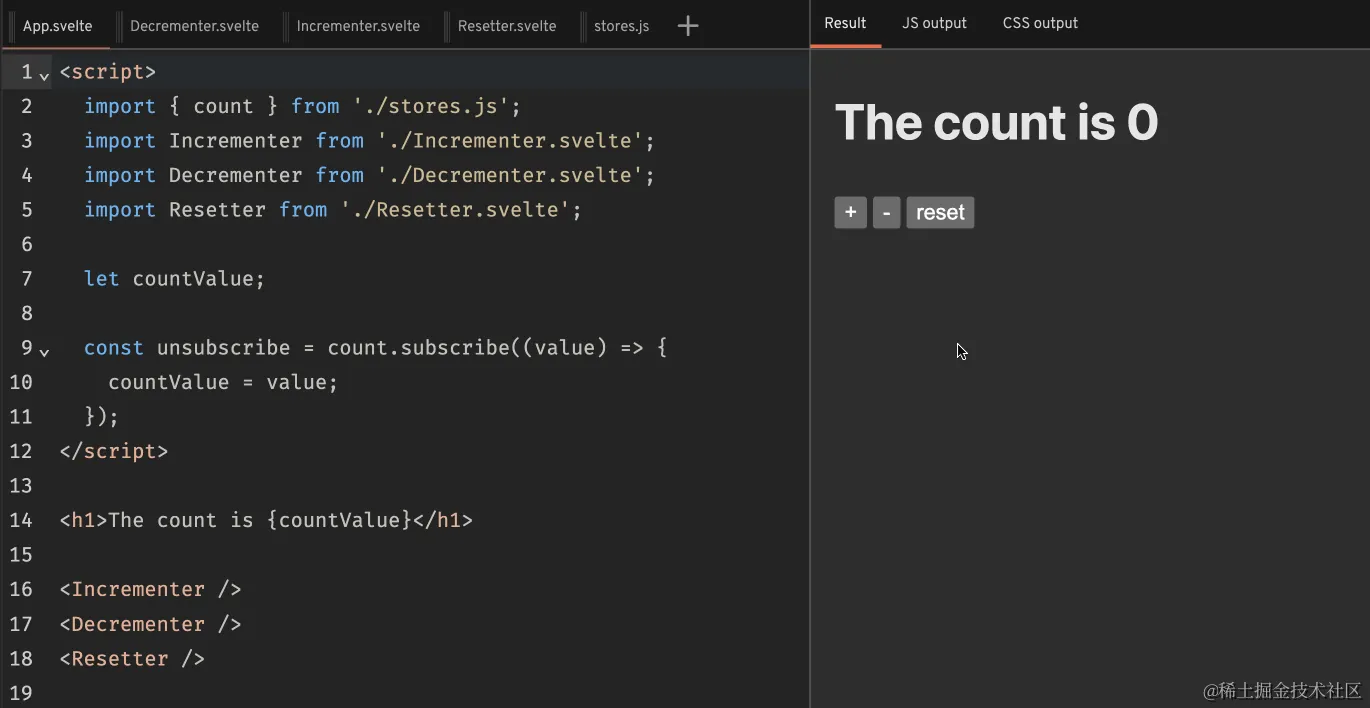 App.svelte Decrementer.svelte Incrementer.svelte Resetter.svelte stores.js +
1 <script>
2   import { count } from './stores.js';
3   import Incrementer from './Incrementer.svelte';
4   import Decrementer from './Decrementer.svelte';
5   import Resetter from './Resetter.svelte';
6
7   let countValue;
8
9   const unsubscribe = count.subscribe((value) => {
10     countValue = value;
11   });
12 </script>
13
14 <h1>The count is {countValue}</h1>
15
16 <Incrementer />
17 <Decrementer />
18 <Resetter />
19
Result JS output CSS output
The count is 0
+ - reset
@稀土掘金技术社区